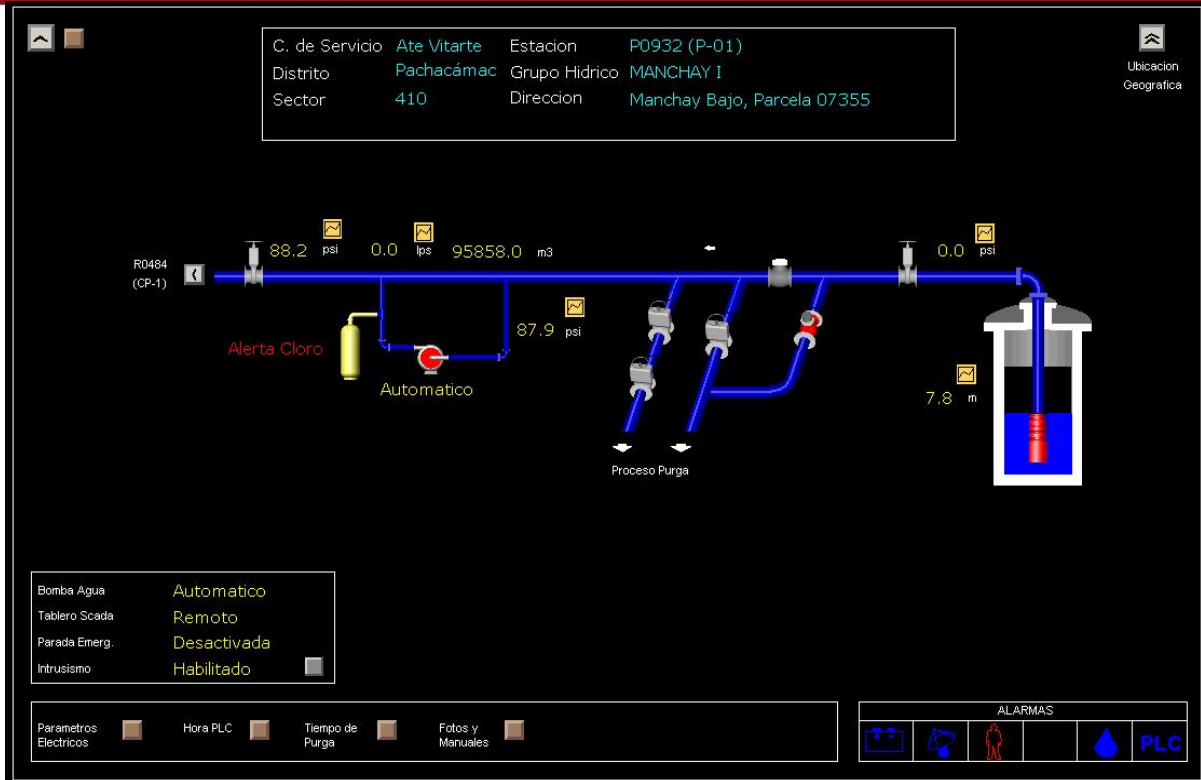 C. de Servicio Ate Vitarte Estacion P0932 (P-01)
Distrito Pachacámac Grupo Hidrico MANCHAY I
Sector 410 Direccion Manchay Bajo, Parcela 07355
Ubicacion
Geografica
88.2 psi 0.0 lps 95858.0 m3 0.0 psi
R0484
(CP-1)
87.9 psi
Alerta Cloro
Automatico
7.8 m
Proceso Purga
Bomba Agua Automatico
Tablero Scada Remoto
Parada Emerg. Desactivada
Intrusismo Habilitado
Parametros
Electricos
Hora PLC
Tiempo de
Purga
Fotos y
Manuales
ALARMAS
PLC